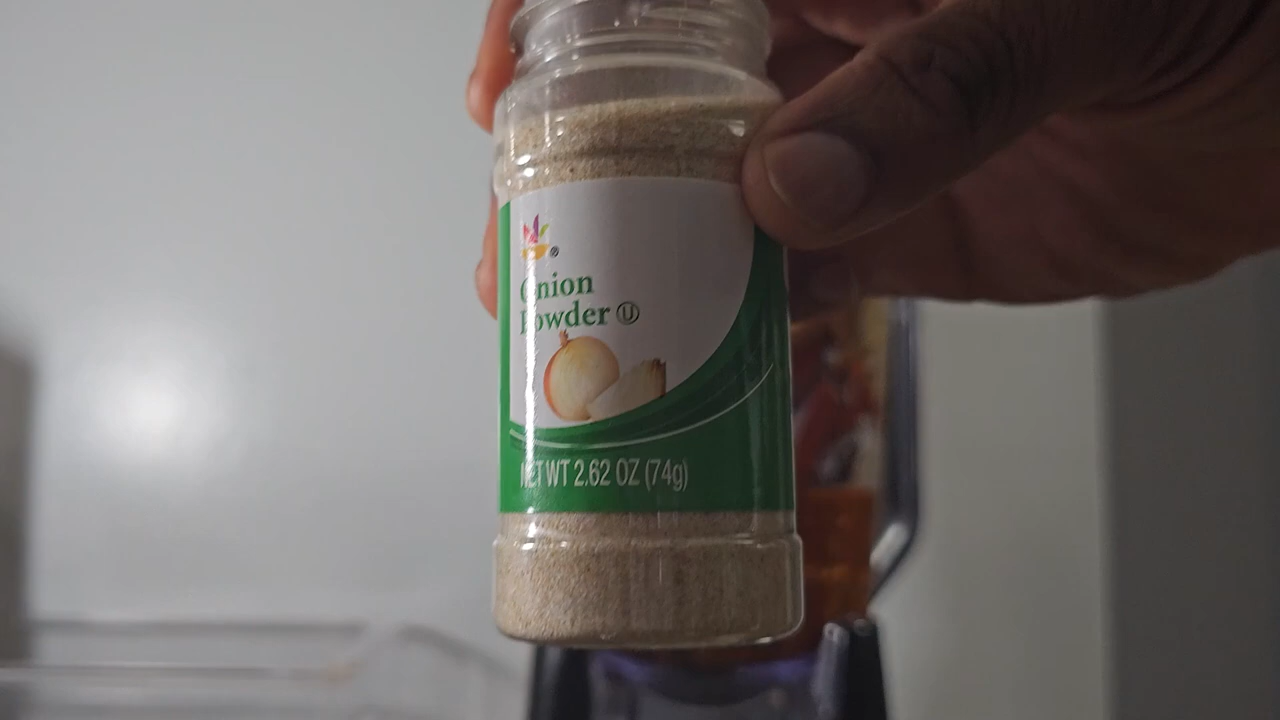 Onion
Powder Ⓤ
NET WT 2.62 OZ (74g)